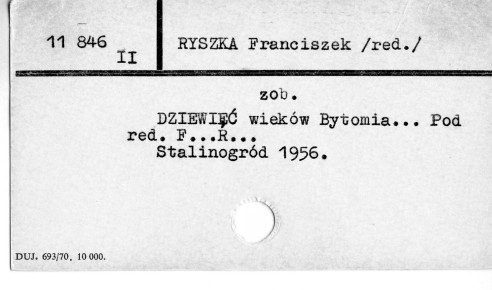 11 846
II
RYSZKA Franciszek /red./
zob.
DZIEWIĘĆ wieków Bytomia... Pod
red. F...R...
Stalinogród 1956.
DUJ. 693/70, 10 000.